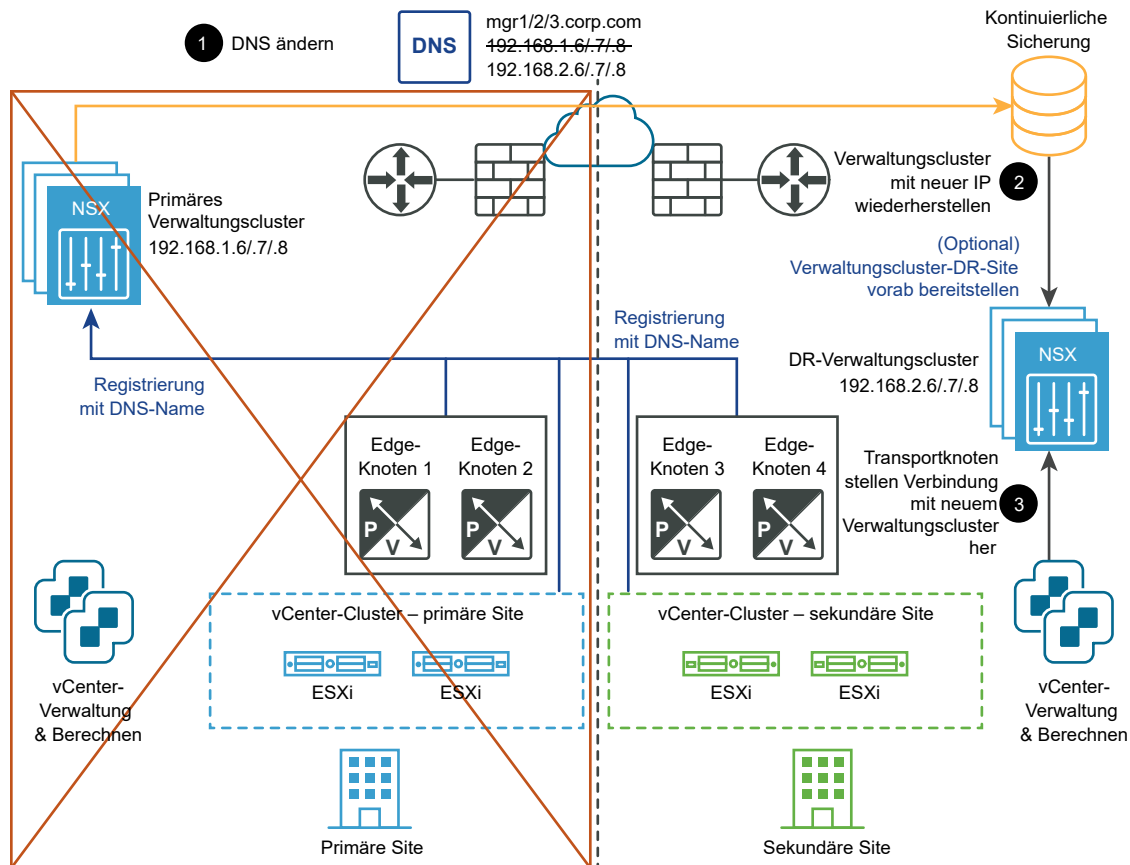 1
DNS ändern
DNS
mgr1/2/3.corp.com
192.168.1.6/.7/.8
192.168.2.6/.7/.8
Kontinuierliche
Sicherung
NSX
Primäres
Verwaltungscluster
192.168.1.6/.7/.8
Verwaltungscluster
mit neuer IP
wiederherstellen
2
(Optional)
Verwaltungscluster-DR-Site
vorab bereitstellen
Registrierung
mit DNS-Name
Registrierung
mit DNS-Name
DR-Verwaltungscluster
192.168.2.6/.7/.8
NSX
Edge-
Knoten 1
P
V
Edge-
Knoten 2
P
V
Edge-
Knoten 3
P
V
Edge-
Knoten 4
P
V
Transportknoten
stellen Verbindung
mit neuem
Verwaltungscluster
her
3
vCenter-Cluster – primäre Site
ESXi
ESXi
vCenter-Cluster – sekundäre Site
ESXi
ESXi
vCenter-
Verwaltung
& Berechnen
vCenter-
Verwaltung
& Berechnen
Primäre Site
Sekundäre Site